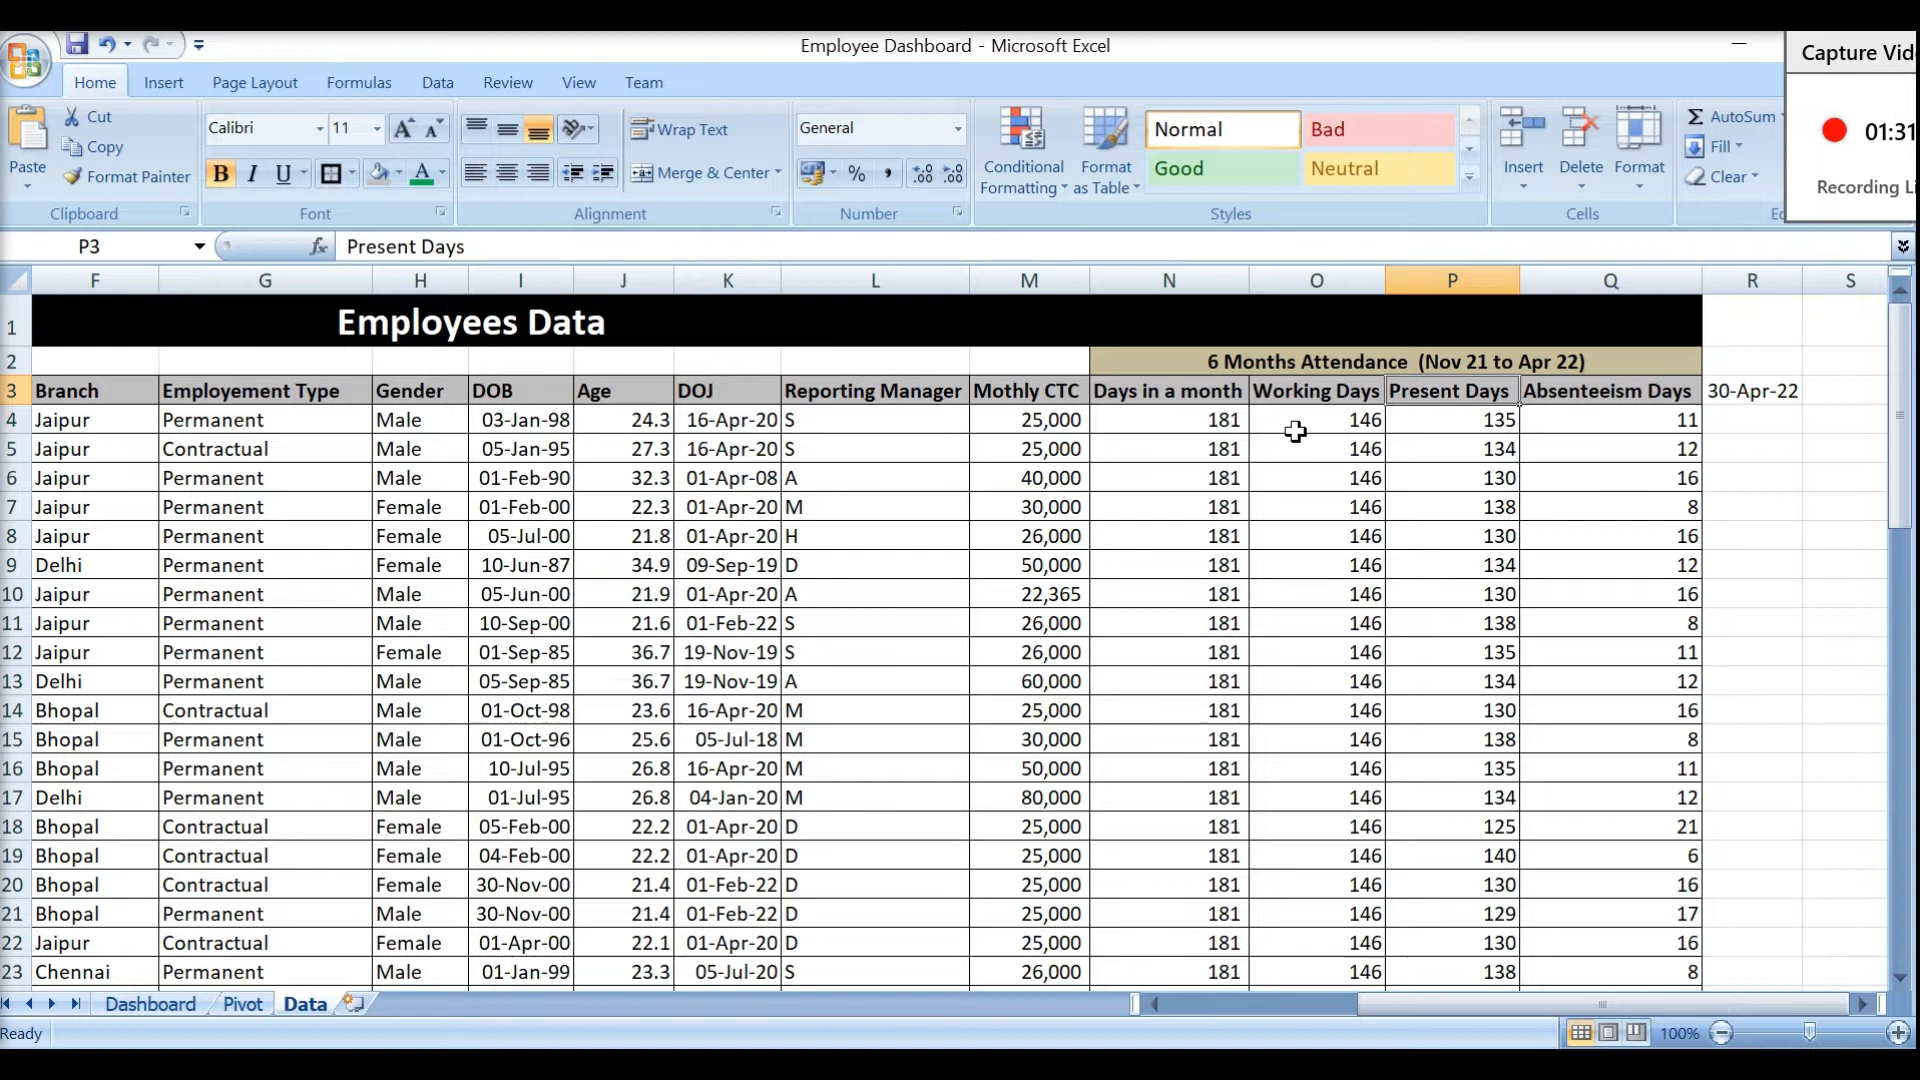 Employee Dashboard - Microsoft Excel
Capture Vid
Home Insert Page Layout Formulas Data Review View Team
Paste Cut Copy Format Painter Clipboard
Calibri 11 B I U A Font
Wrap Text Merge & Center Alignment
General % , Number
Conditional Formatting Format as Table Normal Bad Good Neutral Styles
Insert Delete Format Cells
Σ AutoSum Fill Clear
01:31
Recording Li
P3 fx Present Days
F G H I J K L M N O P Q R S
1 Employees Data
2 6 Months Attendance (Nov 21 to Apr 22)
3 Branch Employement Type Gender DOB Age DOJ Reporting Manager Mothly CTC Days in a month Working Days Present Days Absenteeism Days 30-Apr-22
4 Jaipur Permanent Male 03-Jan-98 24.3 16-Apr-20 S 25,000 181 146 135 11
5 Jaipur Contractual Male 05-Jan-95 27.3 16-Apr-20 S 25,000 181 146 134 12
6 Jaipur Permanent Male 01-Feb-90 32.3 01-Apr-08 A 40,000 181 146 130 16
7 Jaipur Permanent Female 01-Feb-00 22.3 01-Apr-20 M 30,000 181 146 138 8
8 Jaipur Permanent Female 05-Jul-00 21.8 01-Apr-20 H 26,000 181 146 130 16
9 Delhi Permanent Female 10-Jun-87 34.9 09-Sep-19 D 50,000 181 146 134 12
10 Jaipur Permanent Male 05-Jun-00 21.9 01-Apr-20 A 22,365 181 146 130 16
11 Jaipur Permanent Male 10-Sep-00 21.6 01-Feb-22 S 26,000 181 146 138 8
12 Jaipur Permanent Female 01-Sep-85 36.7 19-Nov-19 S 26,000 181 146 135 11
13 Delhi Permanent Male 05-Sep-85 36.7 19-Nov-19 A 60,000 181 146 134 12
14 Bhopal Contractual Male 01-Oct-98 23.6 16-Apr-20 M 25,000 181 146 130 16
15 Bhopal Permanent Male 01-Oct-96 25.6 05-Jul-18 M 30,000 181 146 138 8
16 Bhopal Permanent Male 10-Jul-95 26.8 16-Apr-20 M 50,000 181 146 135 11
17 Delhi Permanent Male 01-Jul-95 26.8 04-Jan-20 M 80,000 181 146 134 12
18 Bhopal Contractual Female 05-Feb-00 22.2 01-Apr-20 D 25,000 181 146 125 21
19 Bhopal Contractual Female 04-Feb-00 22.2 01-Apr-20 D 25,000 181 146 140 6
20 Bhopal Contractual Female 30-Nov-00 21.4 01-Feb-22 D 25,000 181 146 130 16
21 Bhopal Permanent Male 30-Nov-00 21.4 01-Feb-22 D 25,000 181 146 129 17
22 Jaipur Contractual Female 01-Apr-00 22.1 01-Apr-20 D 25,000 181 146 130 16
23 Chennai Permanent Male 01-Jan-99 23.3 05-Jul-20 S 26,000 181 146 138 8
Dashboard Pivot Data
Ready 100%